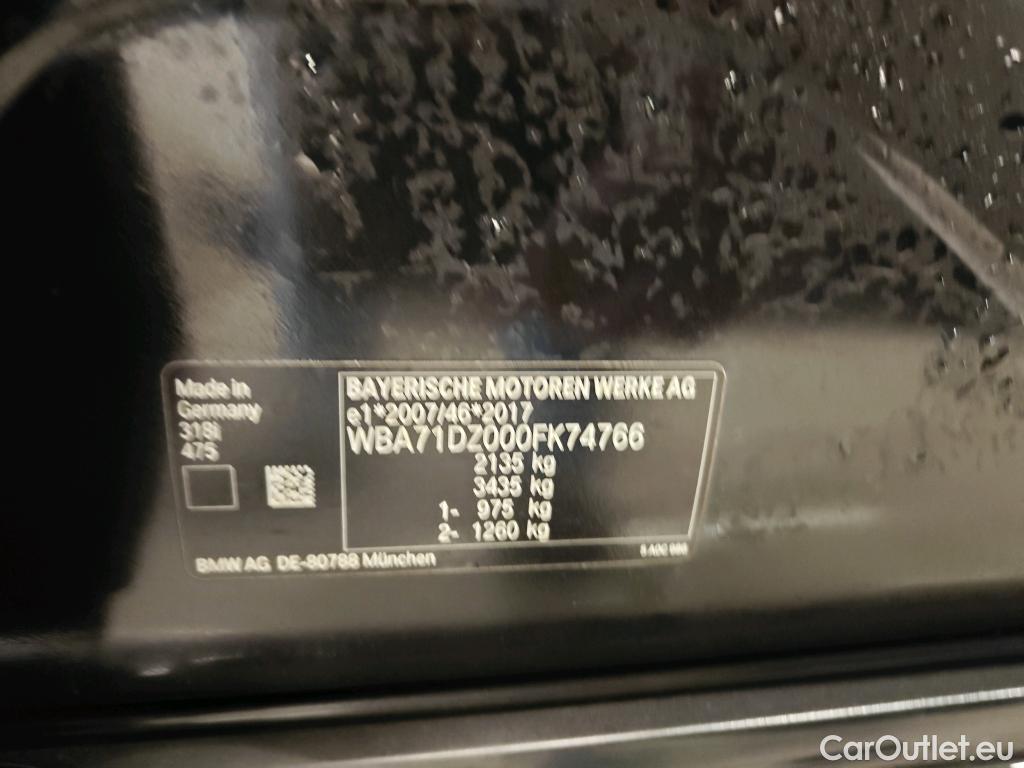 Made in
Germany
318i
475
BAYERISCHE MOTOREN WERKE AG
e1*2007/46*2017
WBA71DZ000FK74766
2135 kg
3435 kg
1- 975 kg
2- 1260 kg
BMW AG DE-80788 München
CarOutlet.eu